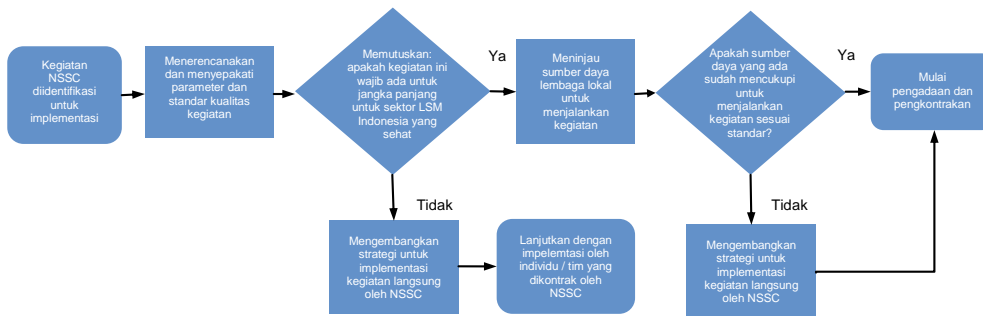 Kegiatan
NSSC
diidentifikasi
untuk
implementasi
Menerencanakan
dan menyepakati
parameter dan
standar kualitas
kegiatan
Memutuskan:
apakah kegiatan ini
wajib ada untuk
jangka panjang
untuk sektor LSM
Indonesia yang
sehat
Ya
Meninjau
sumber daya
lembaga lokal
untuk
menjalankan
kegiatan
Apakah sumber
daya yang ada
sudah mencukupi
untuk
menjalankan
kegiatan sesuai
standar?
Ya
Mulai
pengadaan dan
pengkontrakan
Tidak
Mengembangkan
strategi untuk
implementasi
kegiatan langsung
oleh NSSC
Lanjutkan dengan
impelemtasi oleh
individu / tim yang
dikontrak oleh
NSSC
Tidak
Mengembangkan
strategi untuk
implementasi
kegiatan langsung
oleh NSSC